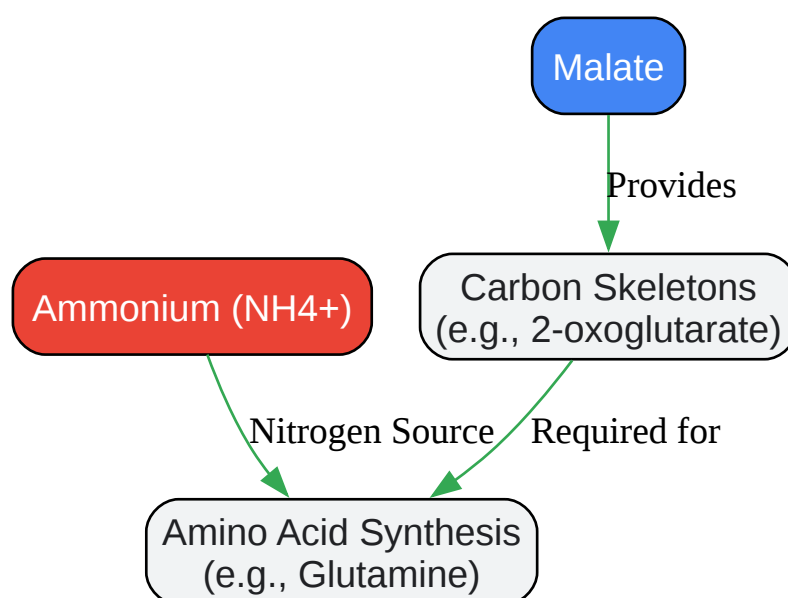 Malate
Provides
Carbon Skeletons
(e.g., 2-oxoglutarate)
Ammonium (NH4+)
Nitrogen Source
Required for
Amino Acid Synthesis
(e.g., Glutamine)